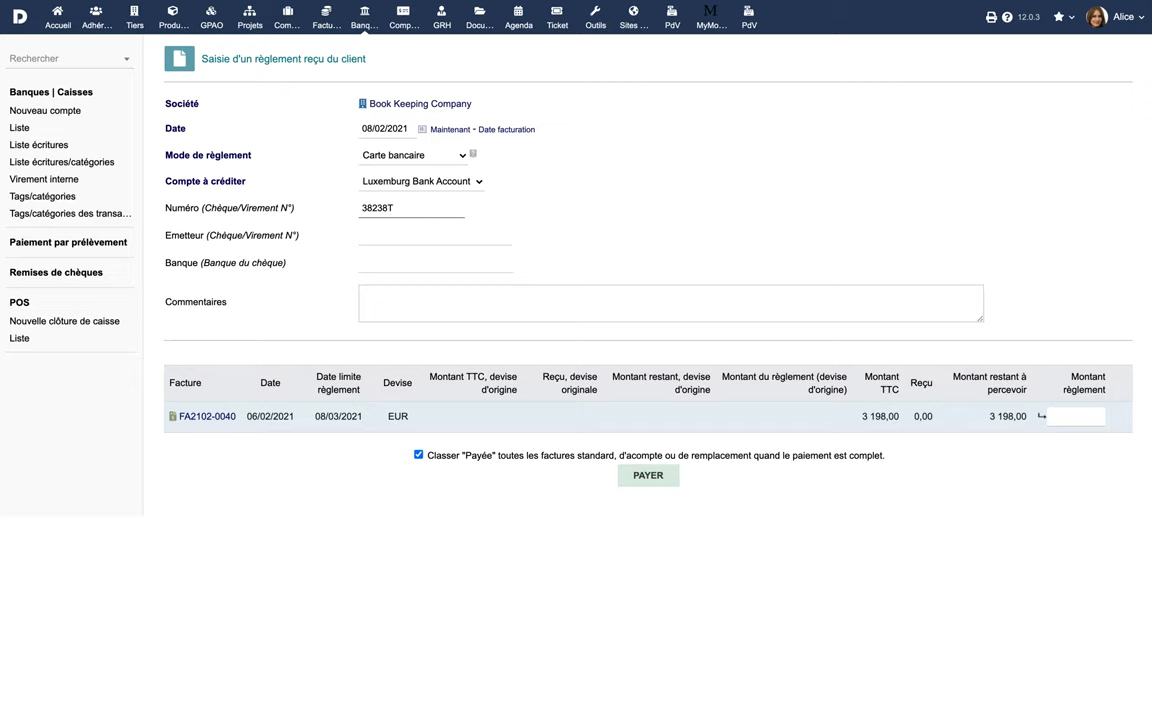 D Accueil Adhér... Tiers Produ... GPAO Projets Com... Factu... Banq... Comp... GRH Docu... Agenda Ticket Outils Sites ... PdV M MyMo... PdV 12.0.3 Alice
Rechercher
Saisie d'un règlement reçu du client
Banques | Caisses
Nouveau compte
Liste
Liste écritures
Liste écritures/catégories
Virement interne
Tags/catégories
Tags/catégories des transa...
Paiement par prélèvement
Remises de chèques
POS
Nouvelle clôture de caisse
Liste
Société Book Keeping Company
Date 08/02/2021 Maintenant - Date facturation
Mode de règlement Carte bancaire
Compte à créditer Luxemburg Bank Account
Numéro (Chèque/Virement N°) 38238T
Emetteur (Chèque/Virement N°)
Banque (Banque du chèque)
Commentaires
Facture Date Date limite règlement Devise Montant TTC, devise d'origine Reçu, devise originale Montant restant, devise d'origine Montant du règlement (devise d'origine) Montant TTC Reçu Montant restant à percevoir Montant règlement
FA2102-0040 06/02/2021 08/03/2021 EUR 3 198,00 0,00 3 198,00
Classer "Payée" toutes les factures standard, d'acompte ou de remplacement quand le paiement est complet.
PAYER